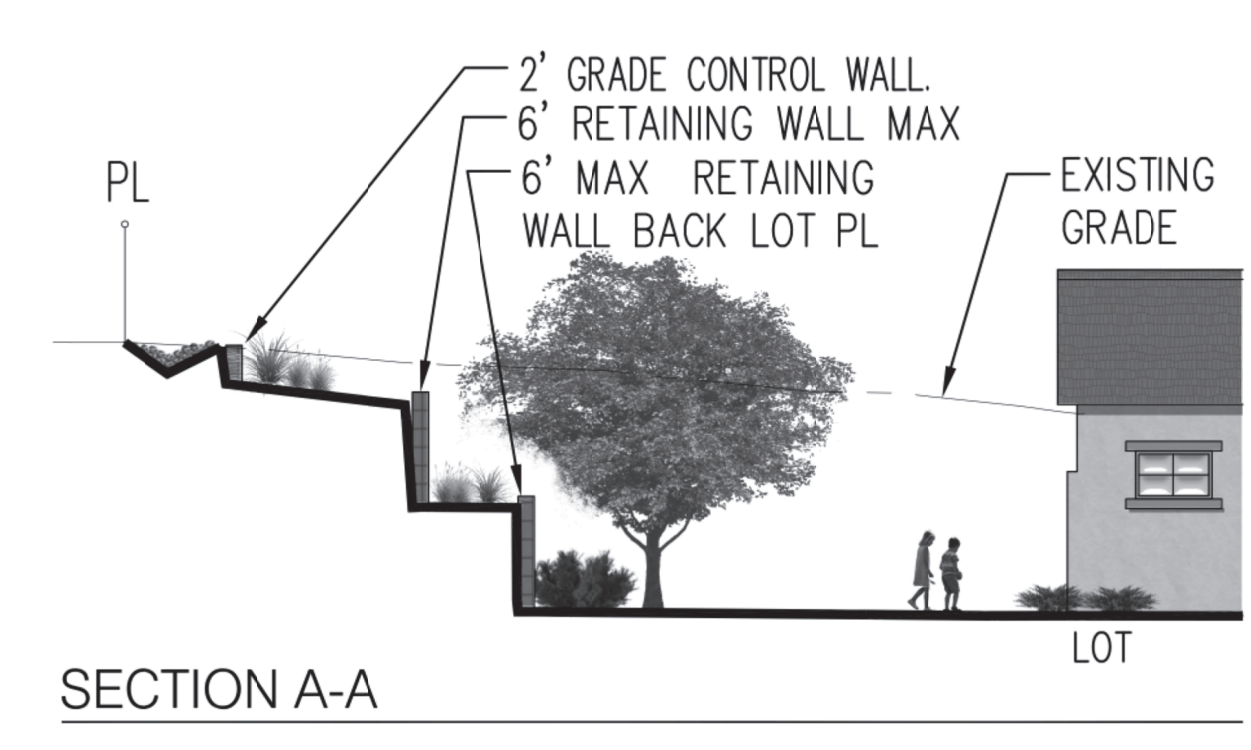 2' GRADE CONTROL WALL.
6' RETAINING WALL MAX
6' MAX RETAINING
WALL BACK LOT PL
PL
EXISTING
GRADE
LOT
SECTION A-A